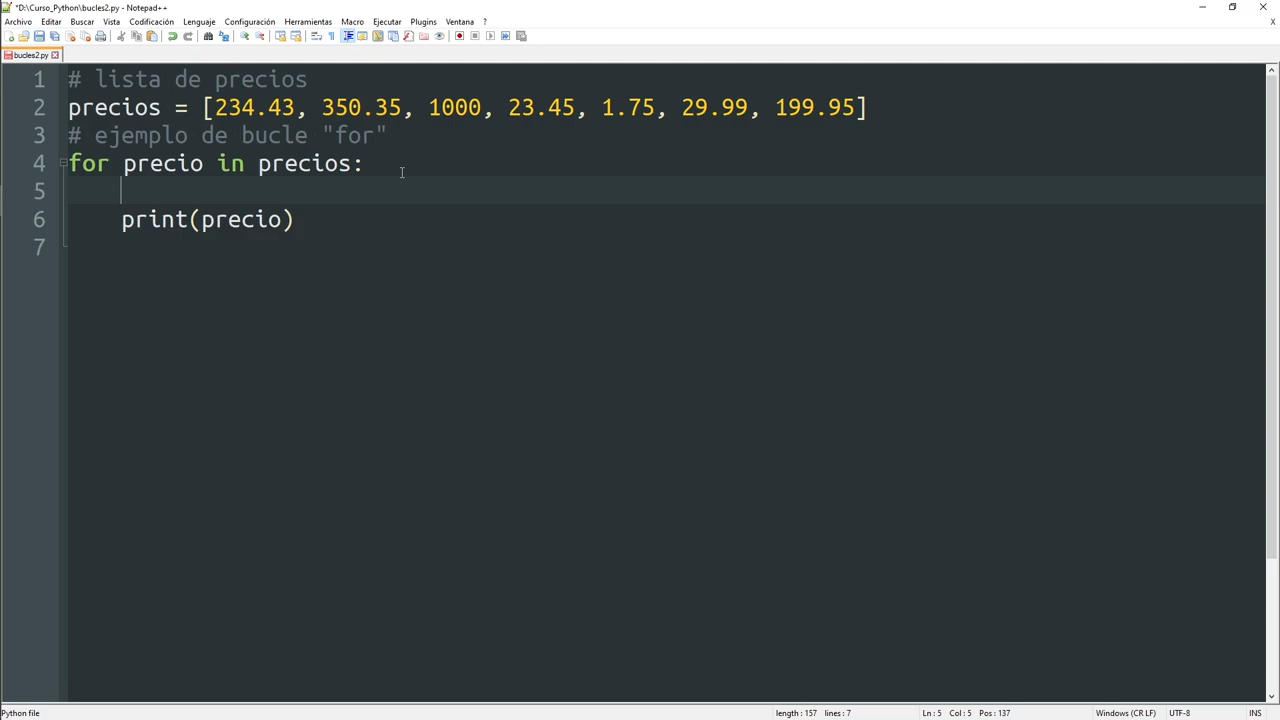 *D:\Curso_Python\bucles2.py - Notepad++
Archivo Editar Buscar Vista Codificación Lenguaje Configuración Herramientas Macro Ejecutar Plugins Ventana ?
X
bucles2.py
1 # lista de precios
2 precios = [234.43, 350.35, 1000, 23.45, 1.75, 29.99, 199.95]
3 # ejemplo de bucle "for"
4 for precio in precios:
5
6 print(precio)
7
Python file length : 157 lines : 7 Ln : 5 Col : 5 Pos : 137 Windows (CR LF) UTF-8 INS